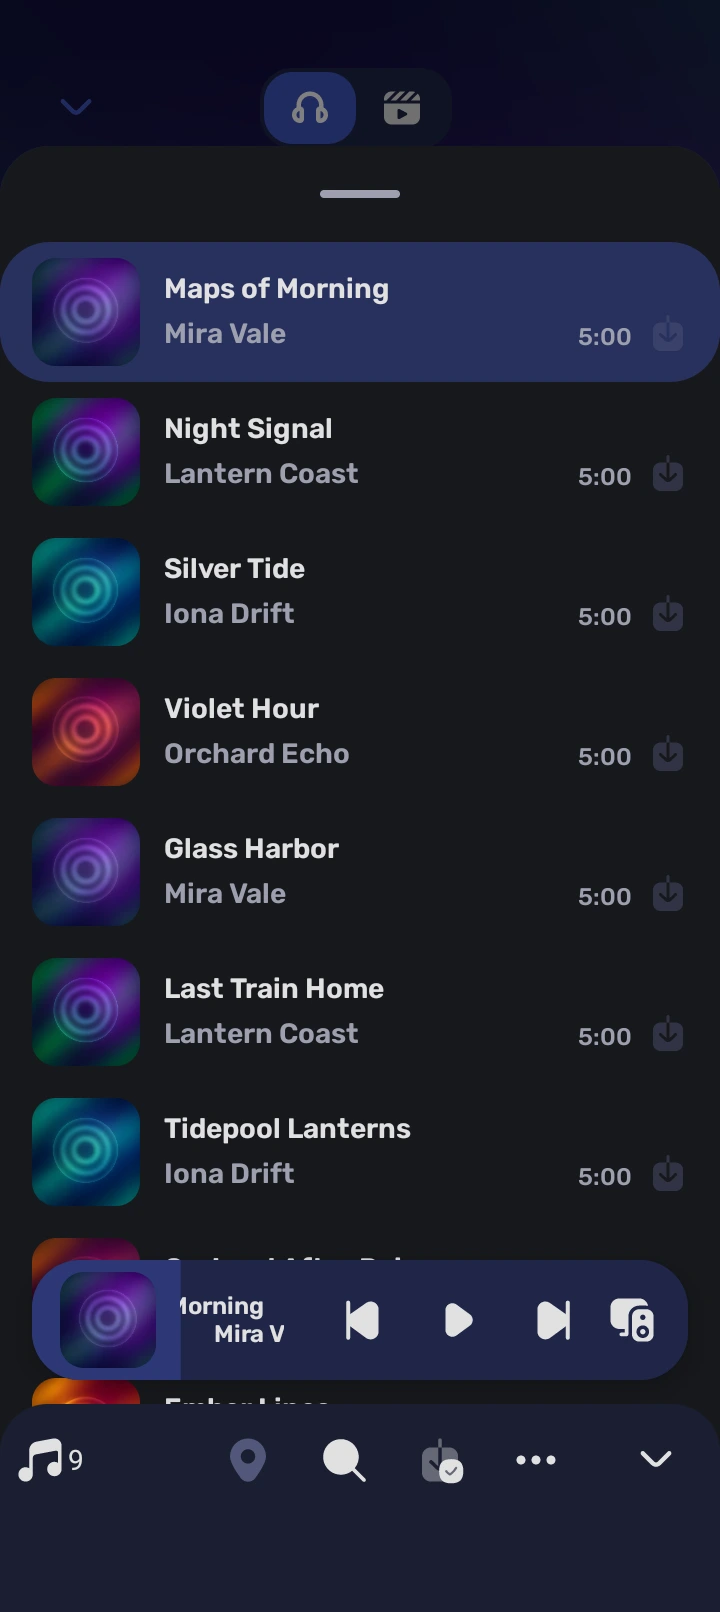 Maps of Morning
Mira Vale
5:00
Night Signal
Lantern Coast
5:00
Silver Tide
Iona Drift
5:00
Violet Hour
Orchard Echo
5:00
Glass Harbor
Mira Vale
5:00
Last Train Home
Lantern Coast
5:00
Tidepool Lanterns
Iona Drift
5:00
Morning
Mira V
9